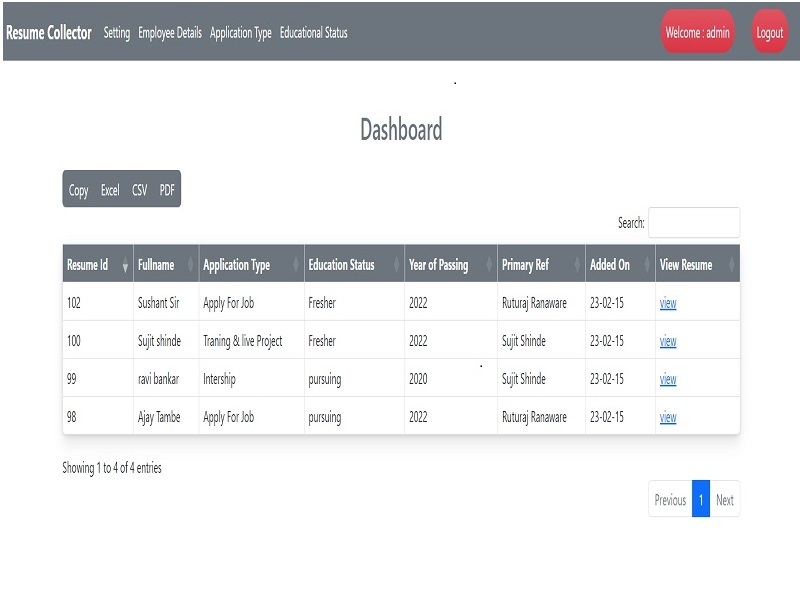 Resume Collector Setting Employee Details Application Type Educational Status Welcome : admin Logout
Dashboard
Copy Excel CSV PDF
Search:
Resume Id Fullname Application Type Education Status Year of Passing Primary Ref Added On View Resume
102 Sushant Sir Apply For Job Fresher 2022 Ruturaj Ranaware 23-02-15 view
100 Sujit shinde Traning & live Project Fresher 2022 Sujit Shinde 23-02-15 view
99 ravi bankar Intership pursuing 2020 Sujit Shinde 23-02-15 view
98 Ajay Tambe Apply For Job pursuing 2022 Ruturaj Ranaware 23-02-15 view
Showing 1 to 4 of 4 entries
Previous 1 Next